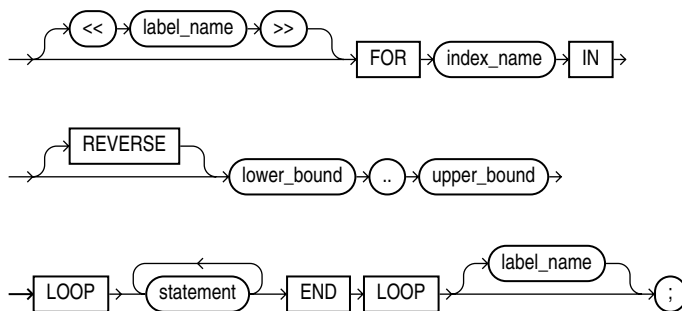 << label_name >>
FOR index_name IN
REVERSE
lower_bound .. upper_bound
label_name
LOOP statement END LOOP ;